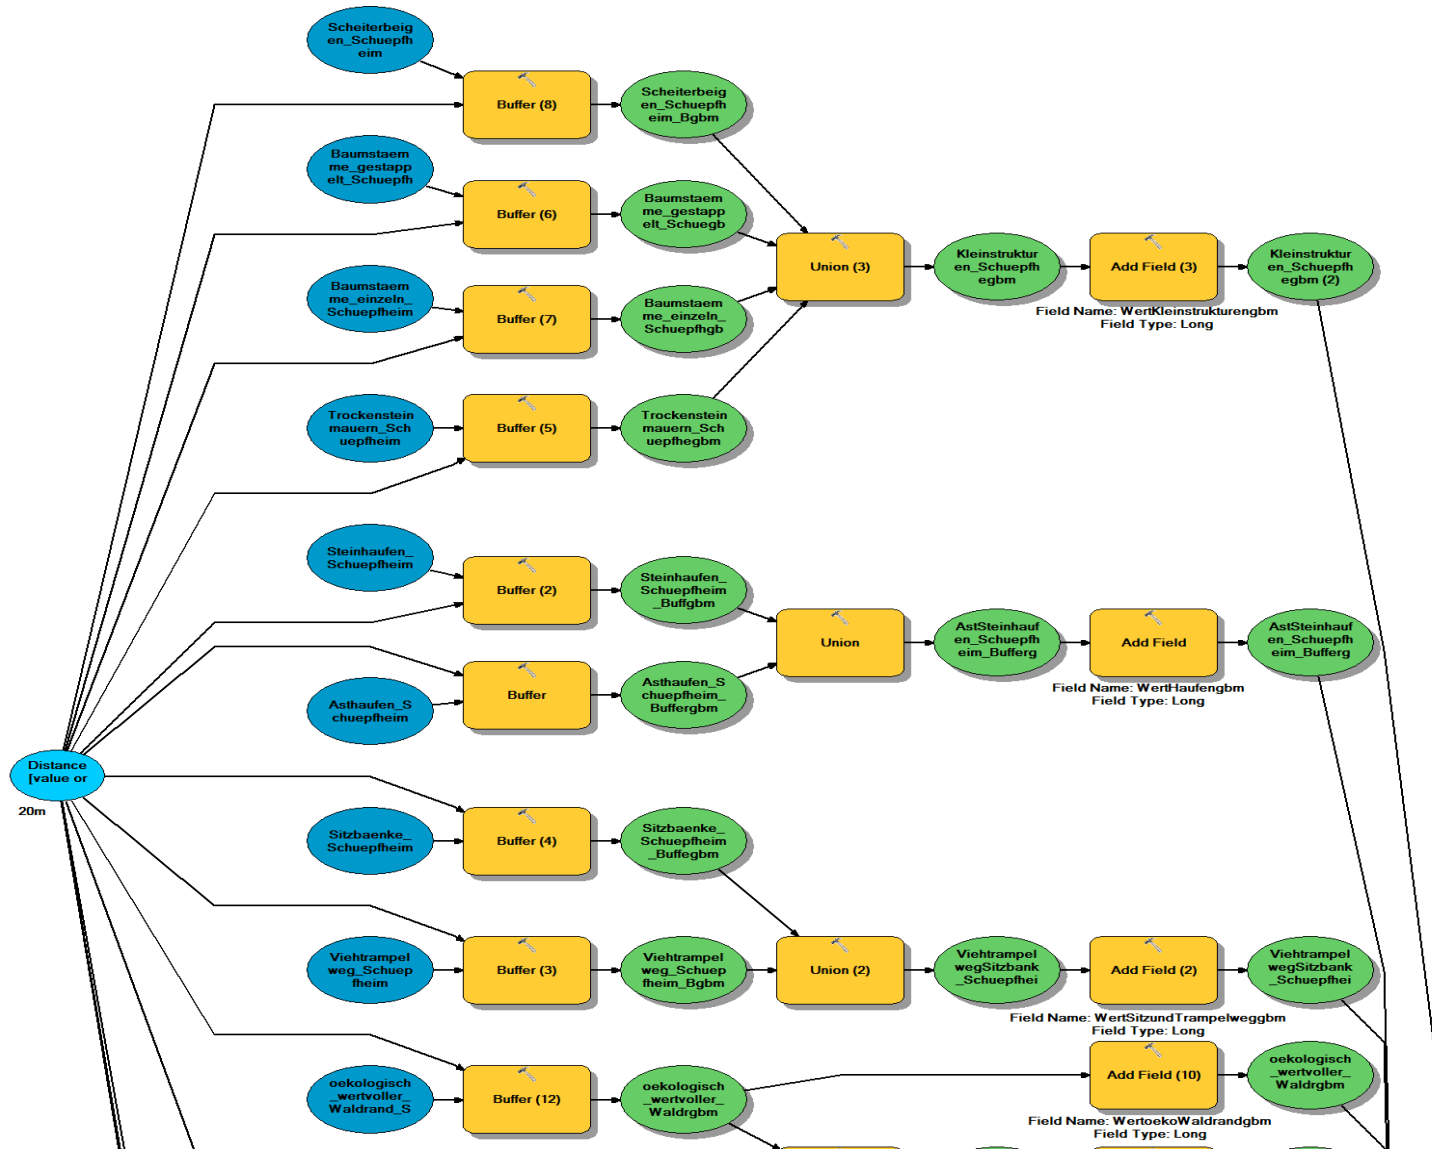 Scheiterbeig
en_Schuepfh
eim
Buffer (8)
Scheiterbeig
en_Schuepfh
eim_Bgbm
Baumstaem
me_gestapp
elt_Schuepfh
Buffer (6)
Baumstaem
me_gestapp
elt_Schuegb
Baumstaem
me_einzeln_
Schuepfheim
Buffer (7)
Baumstaem
me_einzeln_
Schuepfhgb
Union (3)
Kleinstruktur
en_Schuepfh
egbm
Add Field (3)
Field Name: WertKleinstrukturengbm
Field Type: Long
Kleinstruktur
en_Schuepfh
egbm (2)
Trockenstein
mauern_Sch
uepfheim
Buffer (5)
Trockenstein
mauern_Sch
uepfhegbm
Steinhaufen_
Schuepfheim
Buffer (2)
Steinhaufen_
Schuepfheim
_Buffgbm
Union
AstSteinhauf
en_Schuepfh
eim_Bufferg
Add Field
Field Name: WertHaufengbm
Field Type: Long
AstSteinhauf
en_Schuepfh
eim_Bufferg
Asthaufen_S
chuepfheim
Buffer
Asthaufen_S
chuepfheim_
Buffergbm
Distance
[value or
20m
Sitzbaenke_
Schuepfheim
Buffer (4)
Sitzbaenke_
Schuepfheim
_Buffegbm
Viehtrampel
weg_Schuep
fheim
Buffer (3)
Viehtrampel
weg_Schuep
fheim_Bgbm
Union (2)
Viehtrampel
wegSitzbank
_Schuepfhei
Add Field (2)
Field Name: WertSitzundTrampelweggbm
Field Type: Long
Viehtrampel
wegSitzbank
_Schuepfhei
oekologisch
_wertvoller_
Waldrand_S
Buffer (12)
oekologisch
_wertvoller_
Waldrgbm
Add Field (10)
Field Name: WertoekoWaldrandgbm
Field Type: Long
oekologisch
_wertvoller_
Waldrgbm